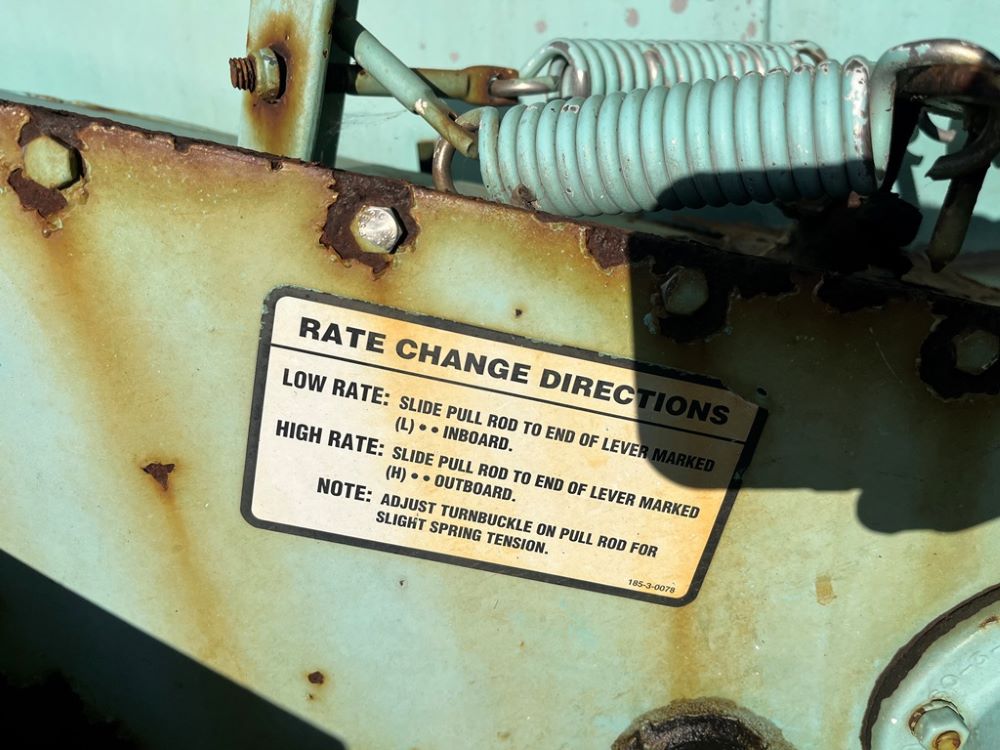 RATE CHANGE DIRECTIONS
LOW RATE: SLIDE PULL ROD TO END OF LEVER MARKED
(L) •• INBOARD.
HIGH RATE: SLIDE PULL ROD TO END OF LEVER MARKED
(H) •• OUTBOARD.
NOTE: ADJUST TURNBUCKLE ON PULL ROD FOR
SLIGHT SPRING TENSION.
185-3-0078